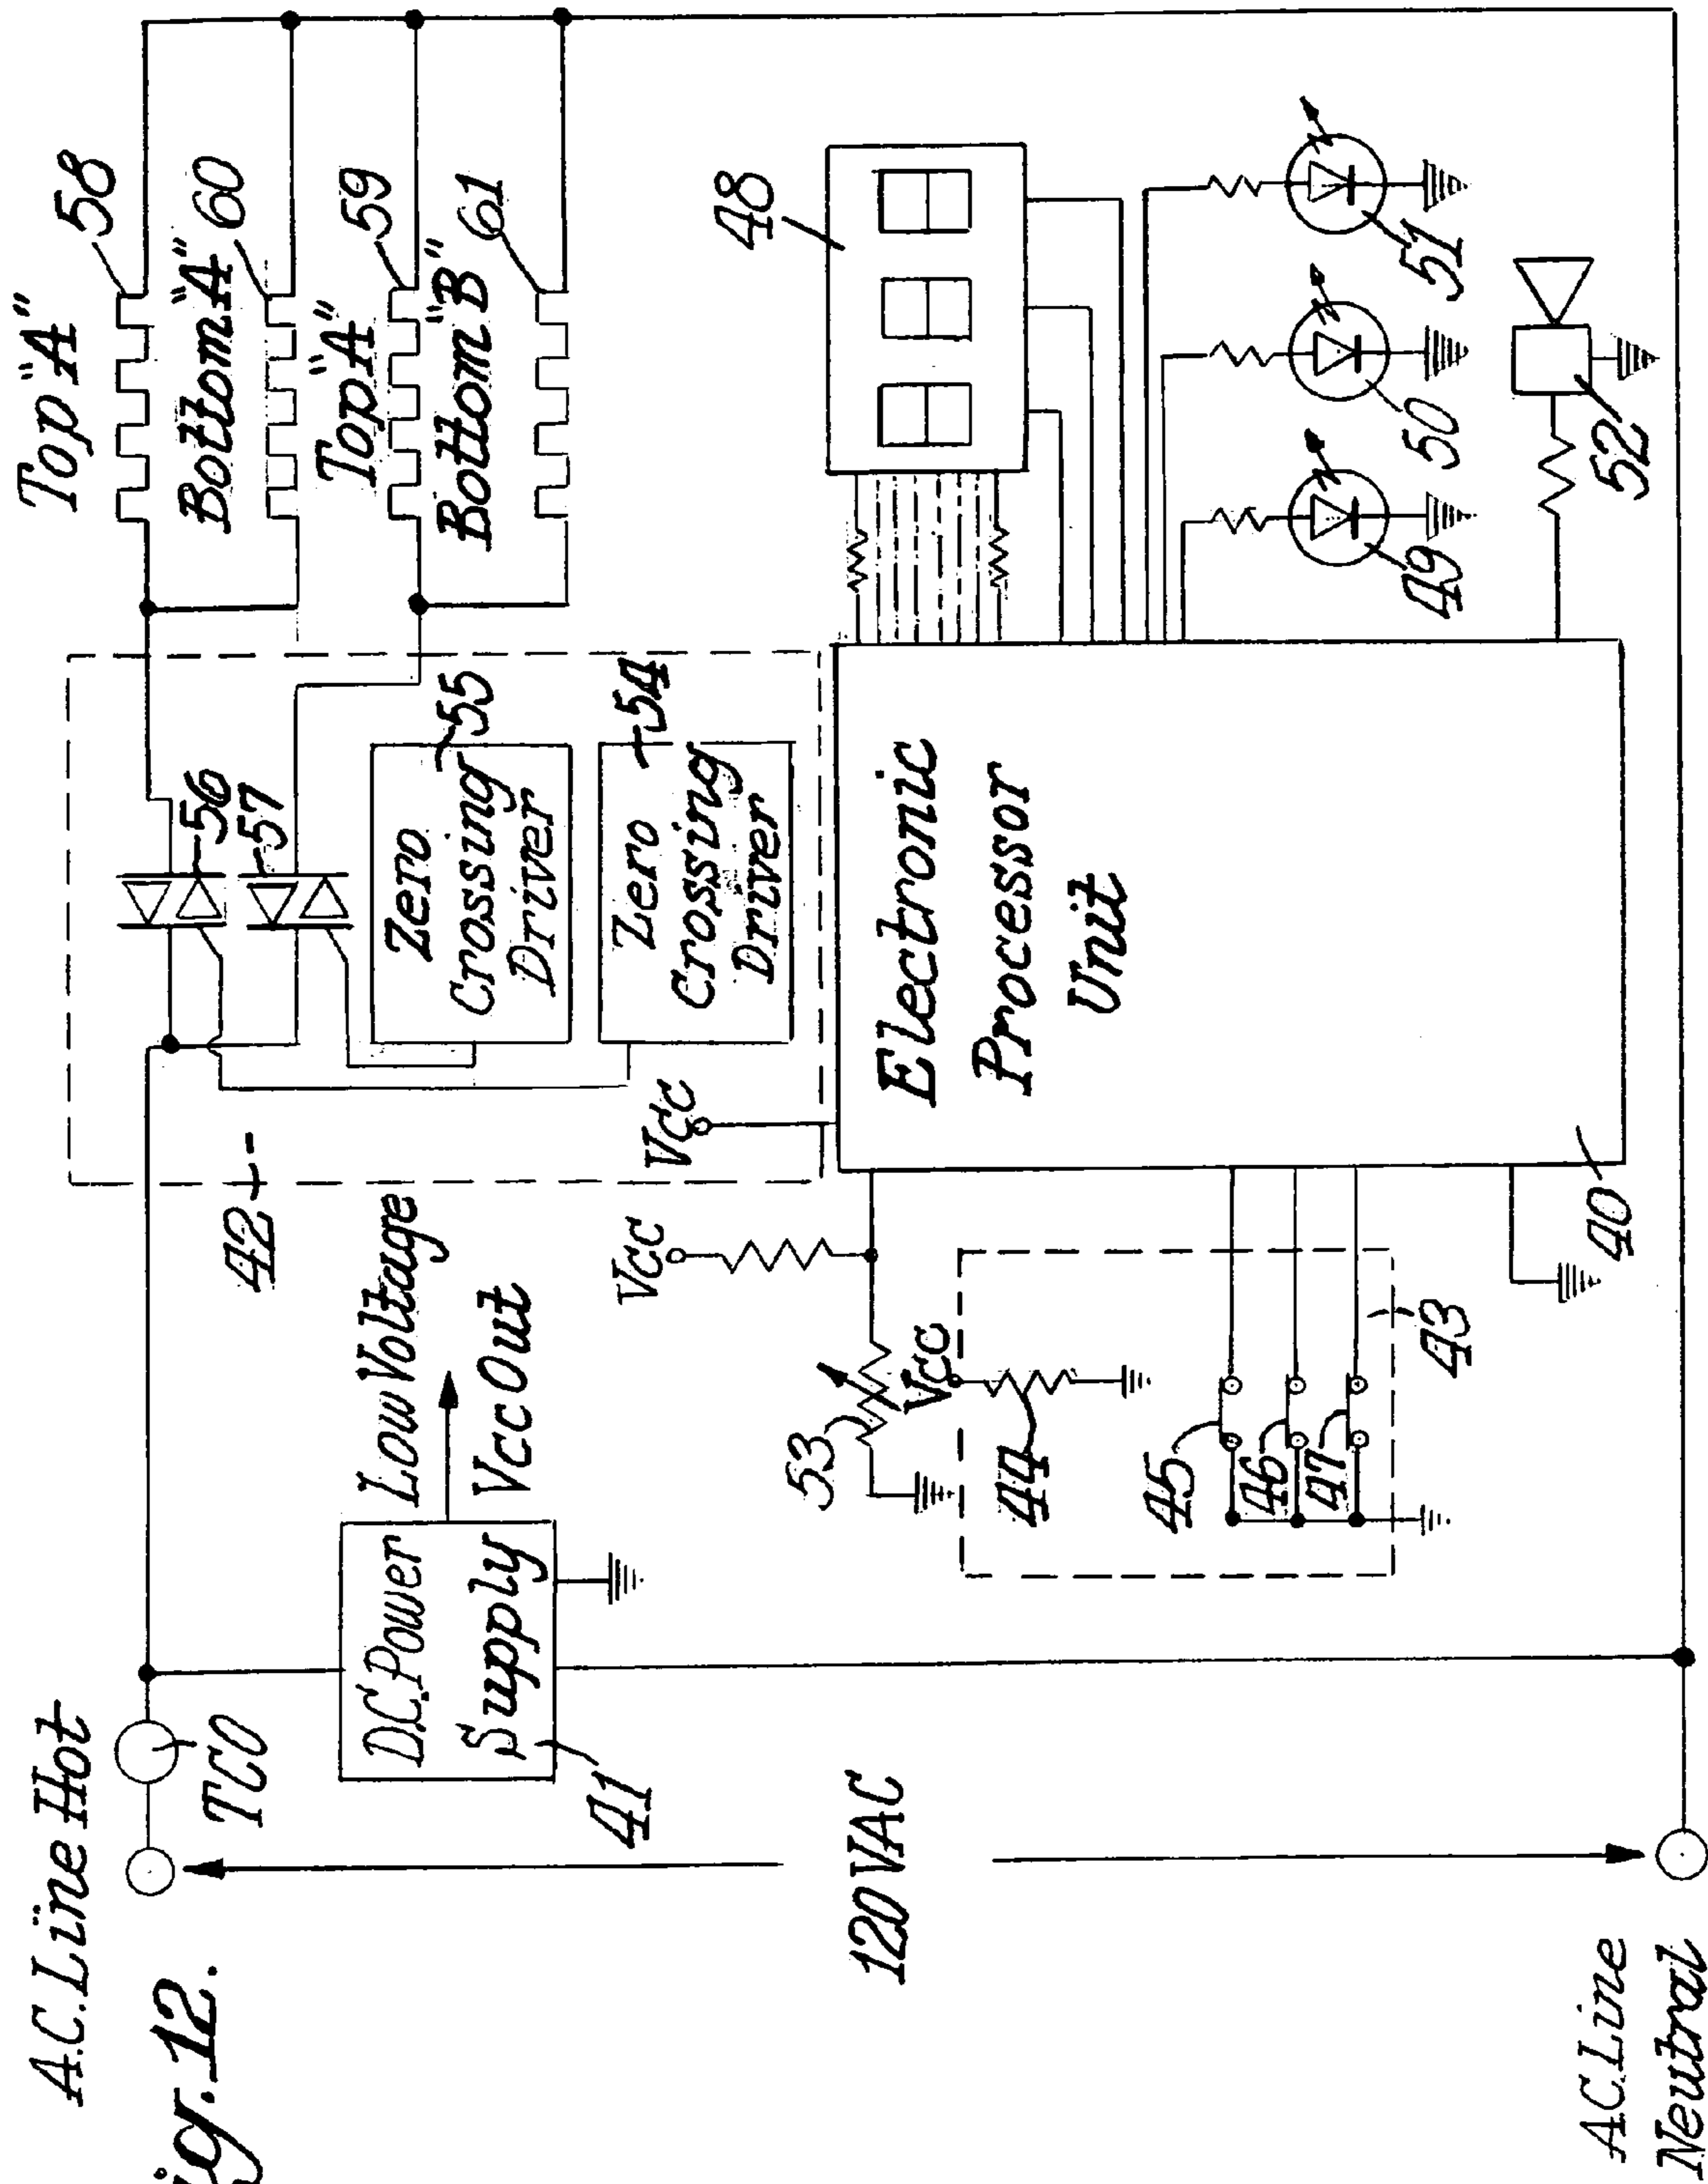 Fig. 12.
A.C. Line Hot
TCO
D.C. Power
Supply
41
120 VAC
A.C. Line
Neutral
Low Voltage
Vcc Out
42
56
57
Zero
Crossing
Driver
55
Zero
Crossing
Driver
54
Vcc
Top "A"
58
Bottom "A"
60
Top "A"
59
Bottom "B"
61
Vcc
53
Vcc
44
45
46
47
43
Electronic
Processor
Unit
40
48
49
50
51
52